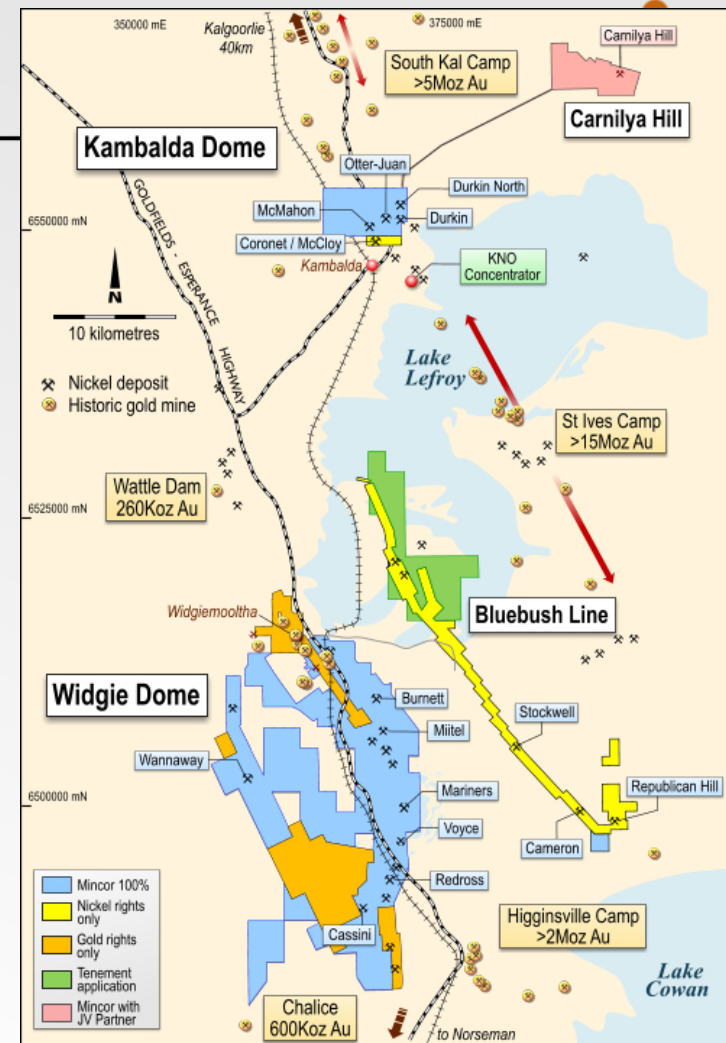 350000 mE
375000 mE
Kalgoorlie
40km
South Kal Camp
>5Moz Au
Carnilya Hill
Carnilya Hill
Kambalda Dome
Otter-Juan
Durkin North
McMahon
Durkin
6550000 mN
Coronet / McCloy
Kambalda
KNO
Concentrator
GOLDFIELDS - ESPERANCE
HIGHWAY
N
10 kilometres
Nickel deposit
Historic gold mine
Lake
Lefroy
St Ives Camp
>15Moz Au
Wattle Dam
260Koz Au
6525000 mN
Widgiemooltha
Bluebush Line
Widgie Dome
Burnett
Miitel
Stockwell
Wannaway
Mariners
Republican Hill
6500000 mN
Voyce
Cameron
Redross
Mincor 100%
Nickel rights
only
Gold rights
only
Tenement
application
Mincor with
JV Partner
Cassini
Higginsville Camp
>2Moz Au
Lake
Cowan
Chalice
600Koz Au
to Norseman